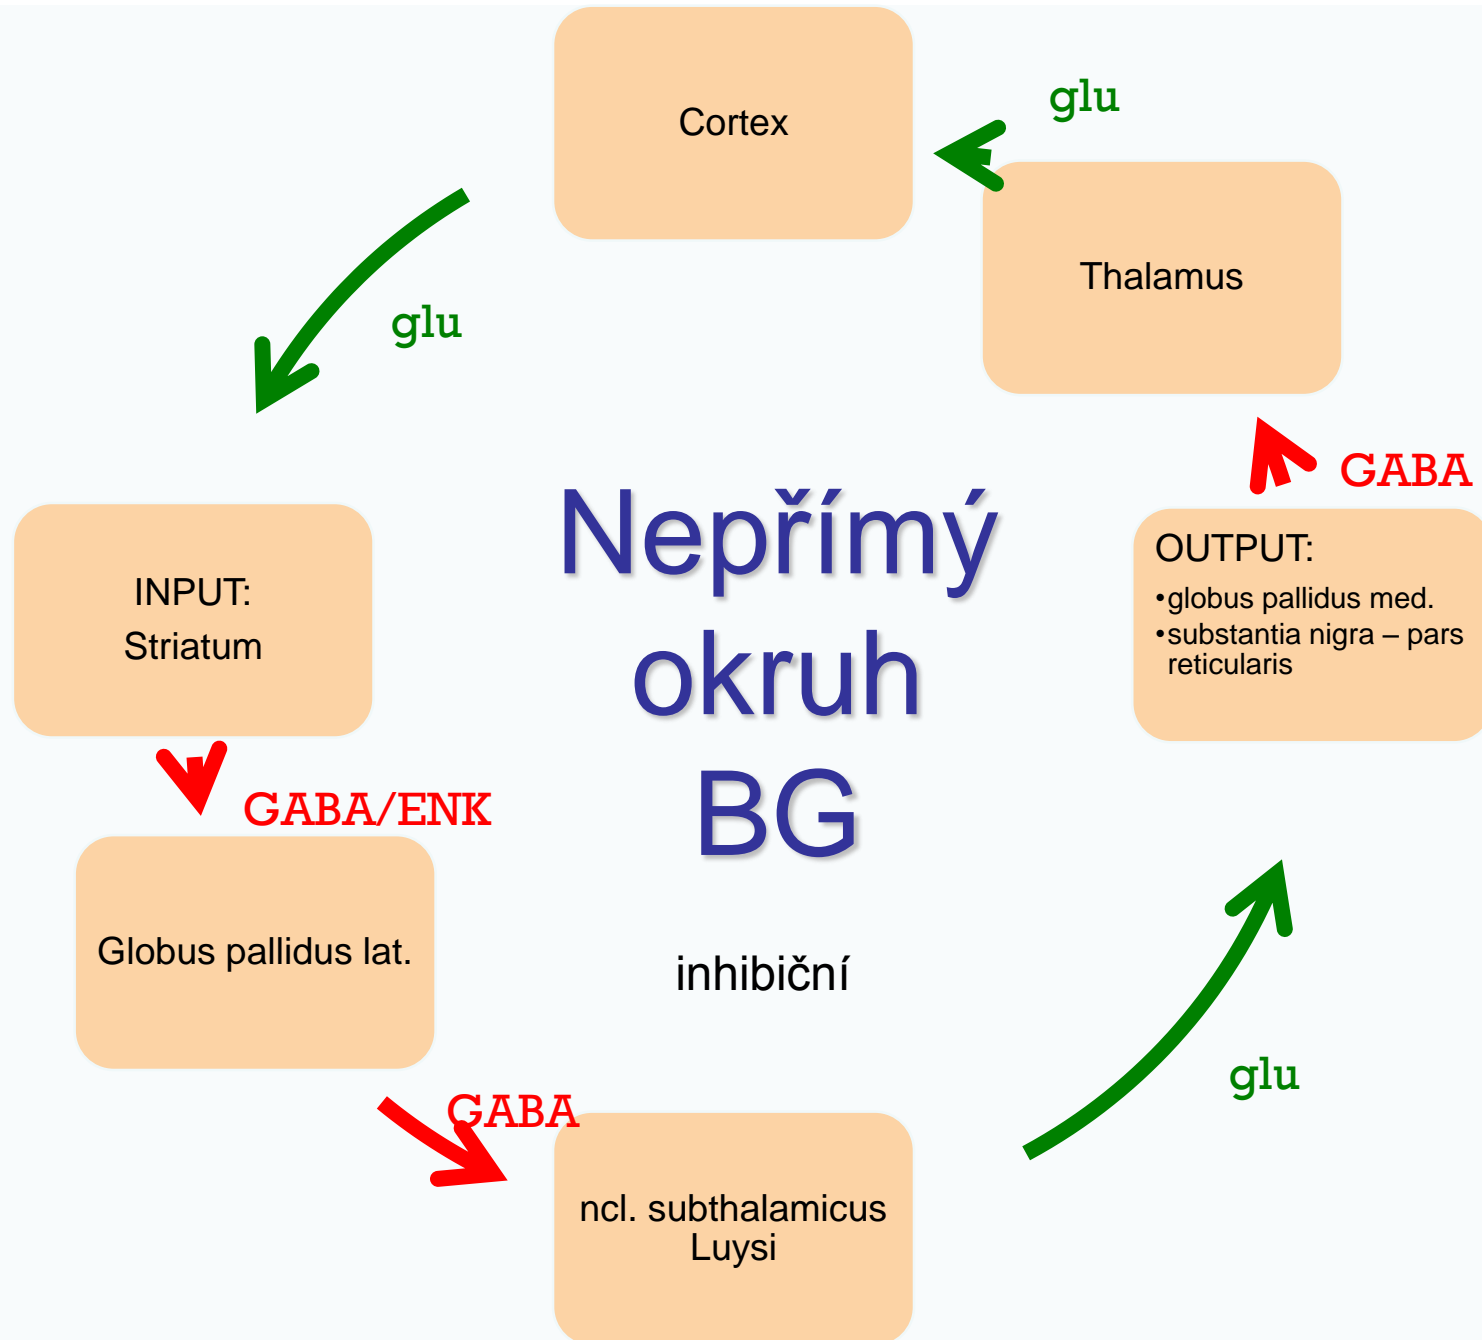 Cortex
glu
Thalamus
glu
GABA
Nepřímý
okruh
BG
inhibiční
INPUT:
Striatum
OUTPUT:
•globus pallidus med.
•substantia nigra – pars
reticularis
GABA/ENK
Globus pallidus lat.
GABA
glu
ncl. subthalamicus
Luysi